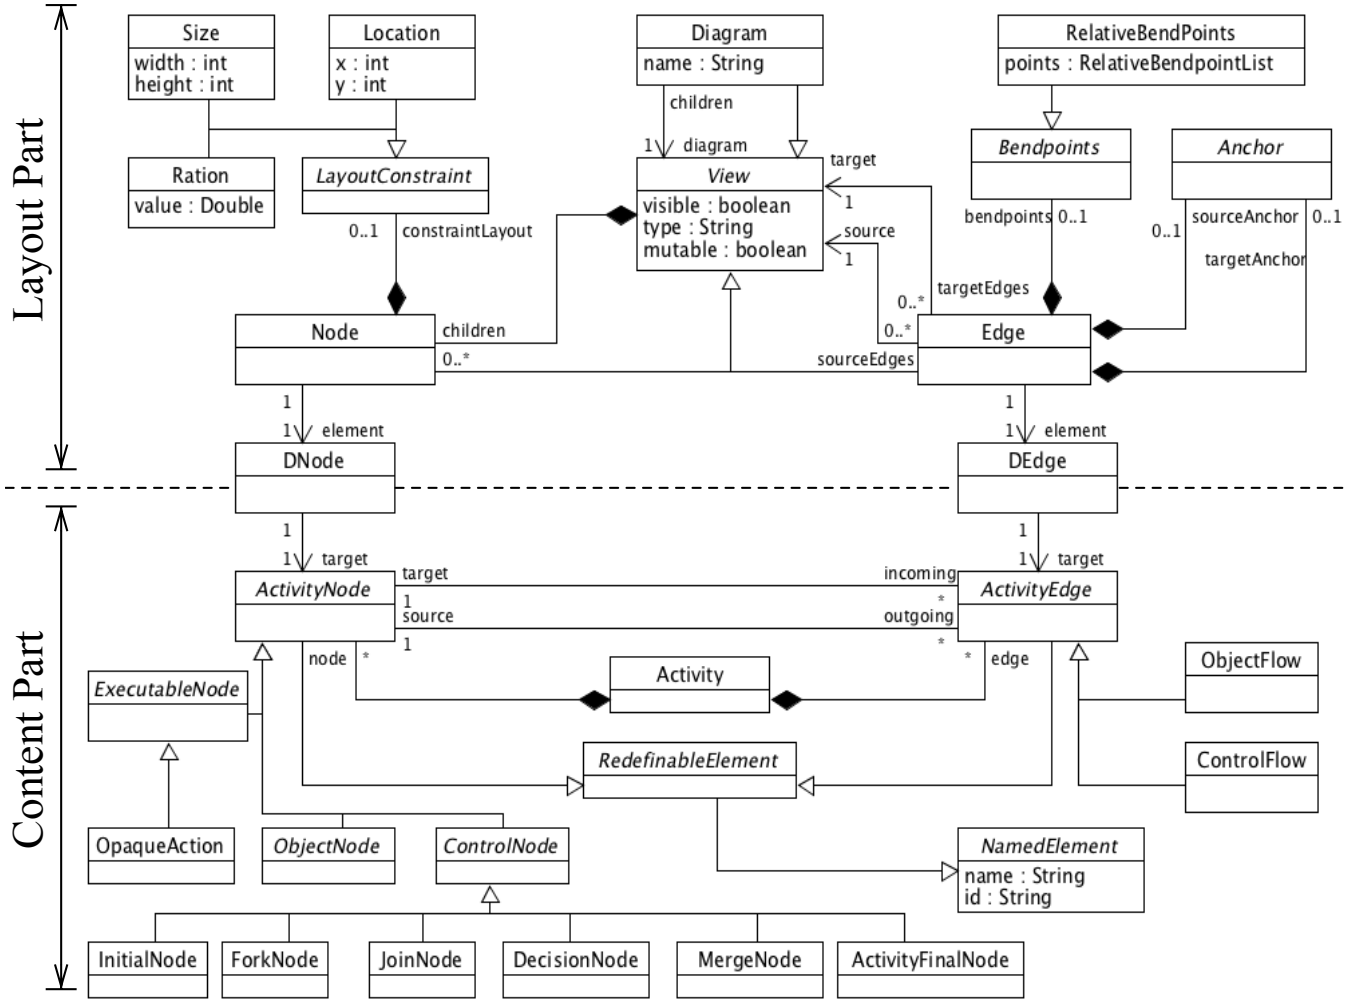 Layout Part
Size
width : int
height : int
Location
x : int
y : int
Diagram
name : String
RelativeBendPoints
points : RelativeBendpointList
children
1
diagram
Ration
value : Double
LayoutConstraint
View
visible : boolean
type : String
mutable : boolean
target
1
source
1
Bendpoints
Anchor
0..1
constraintLayout
bendpoints
0..1
0..1
sourceAnchor
0..1
targetAnchor
targetEdges
0..*
0..*
Node
children
0..*
sourceEdges
Edge
1
1
element
1
1
element
DNode
DEdge
Content Part
1
1
target
1
1
target
ActivityNode
target
1
source
1
incoming
*
outgoing
*
ActivityEdge
node
*
*
edge
Activity
ObjectFlow
ExecutableNode
RedefinableElement
ControlFlow
OpaqueAction
ObjectNode
ControlNode
NamedElement
name : String
id : String
InitialNode
ForkNode
JoinNode
DecisionNode
MergeNode
ActivityFinalNode